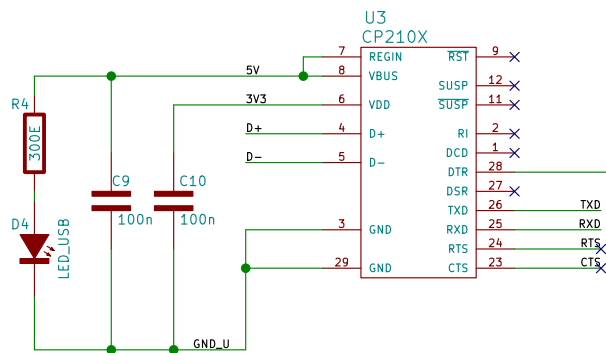 U3
CP210X
7 REGIN
RST 9
5V 8 VBUS
SUSP 12
R4
300E
3V3 6 VDD
SUSP 11
D+ 4 D+
RI 2
DCD 1
D- 5 D-
DTR 28
C9
100n
C10
100n
DSR 27
TXD 26 TXD
D4
LED_USB
3 GND
RXD 25 RXD
RTS 24 RTS
29 GND
CTS 23 CTS
GND_U